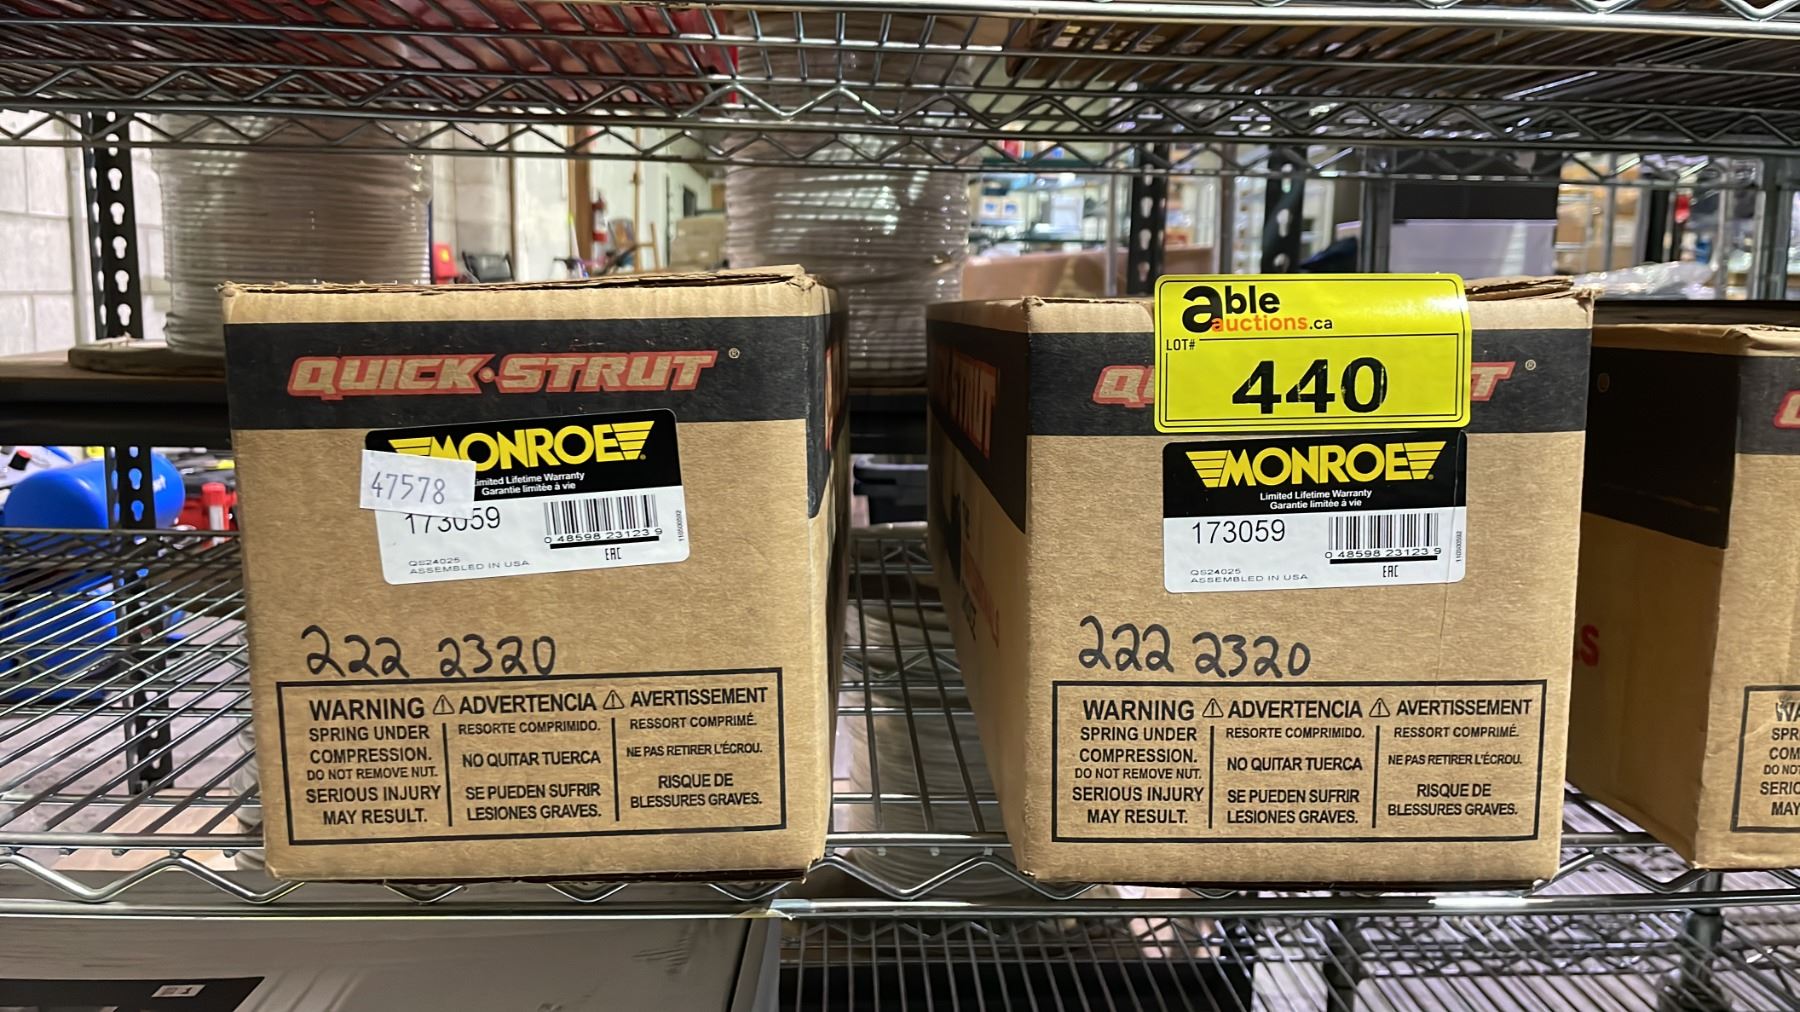 QUICK-STRUT®
MONROE®
Limited Lifetime Warranty
Garantie limitée à vie
47578
173059
0 48598 23123 9
EAC
QS24025
ASSEMBLED IN USA
222 2320
WARNING ⚠ ADVERTENCIA ⚠ AVERTISSEMENT
SPRING UNDER
COMPRESSION.
DO NOT REMOVE NUT.
SERIOUS INJURY
MAY RESULT.
RESORTE COMPRIMIDO.
NO QUITAR TUERCA
SE PUEDEN SUFRIR
LESIONES GRAVES.
RESSORT COMPRIMÉ.
NE PAS RETIRER L'ÉCROU.
RISQUE DE
BLESSURES GRAVES.
able
auctions.ca
LOT#
440
T®
MONROE®
Limited Lifetime Warranty
Garantie limitée à vie
173059
0 48598 23123 9
EAC
QS24025
ASSEMBLED IN USA
222 2320
WARNING ⚠ ADVERTENCIA ⚠ AVERTISSEMENT
SPRING UNDER
COMPRESSION.
DO NOT REMOVE NUT.
SERIOUS INJURY
MAY RESULT.
RESORTE COMPRIMIDO.
NO QUITAR TUERCA
SE PUEDEN SUFRIR
LESIONES GRAVES.
RESSORT COMPRIMÉ.
NE PAS RETIRER L'ÉCROU.
RISQUE DE
BLESSURES GRAVES.